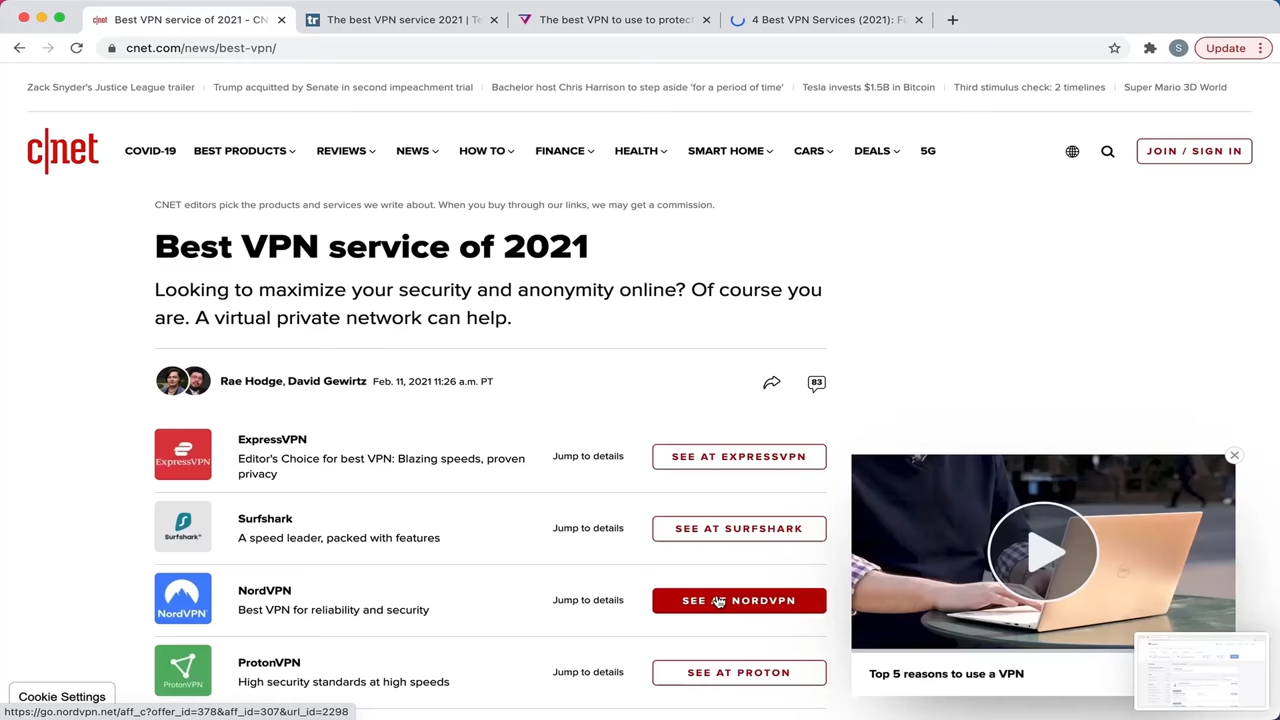 Best VPN service of 2021 - CN
The best VPN service 2021 | Te
The best VPN to use to protect
4 Best VPN Services (2021): Fo
cnet.com/news/best-vpn/
S
Update
Zack Snyder's Justice League trailer
Trump acquitted by Senate in second impeachment trial
Bachelor host Chris Harrison to step aside 'for a period of time'
Tesla invests $1.5B in Bitcoin
Third stimulus check: 2 timelines
Super Mario 3D World
c|net
COVID-19
BEST PRODUCTS
REVIEWS
NEWS
HOW TO
FINANCE
HEALTH
SMART HOME
CARS
DEALS
5G
JOIN / SIGN IN
CNET editors pick the products and services we write about. When you buy through our links, we may get a commission.
Best VPN service of 2021
Looking to maximize your security and anonymity online? Of course you
are. A virtual private network can help.
Rae Hodge, David Gewirtz Feb. 11, 2021 11:26 a.m. PT
83
ExpressVPN
ExpressVPN
Editor's Choice for best VPN: Blazing speeds, proven
privacy
Jump to details
SEE AT EXPRESSVPN
Surfshark
Surfshark
A speed leader, packed with features
Jump to details
SEE AT SURFSHARK
NordVPN
NordVPN
Best VPN for reliability and security
Jump to details
SEE AT NORDVPN
ProtonVPN
ProtonVPN
High security standards at high speeds
Jump to details
SEE AT PROTON
Top 5 reasons to use a VPN
Cookie Settings
https://go.nordvpn.net/aff_c?offer_id=378&aff_id=307&url_id=2298